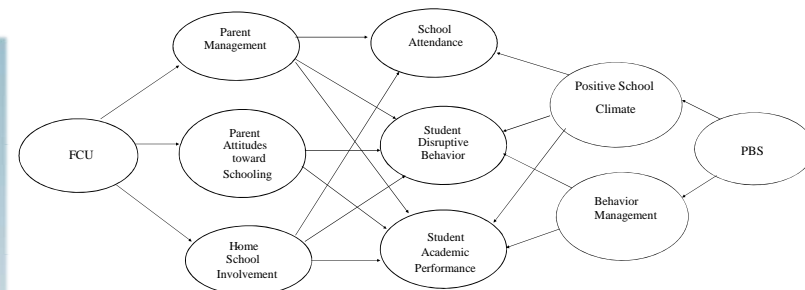 FCU
Parent
Management
Parent
Attitudes
toward
Schooling
Home
School
Involvement
School
Attendance
Student
Disruptive
Behavior
Student
Academic
Performance
Positive School
Climate
Behavior
Management
PBS